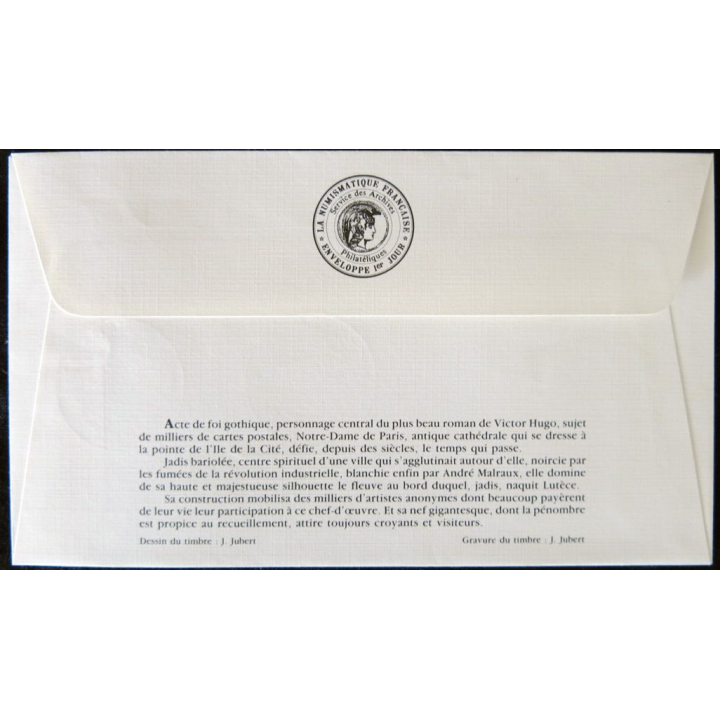 LA NUMISMATIQUE FRANÇAISE
Service des Archives
Philatéliques
* ENVELOPPE 1er JOUR *
Acte de foi gothique, personnage central du plus beau roman de Victor Hugo, sujet
de milliers de cartes postales, Notre-Dame de Paris, antique cathédrale qui se dresse à
la pointe de l'Ile de la Cité, défie, depuis des siècles, le temps qui passe.
Jadis bariolée, centre spirituel d'une ville qui s'agglutinait autour d'elle, noircie par
les fumées de la révolution industrielle, blanchie enfin par André Malraux, elle domine
de sa haute et majestueuse silhouette le fleuve au bord duquel, jadis, naquit Lutèce.
Sa construction mobilisa des milliers d'artistes anonymes dont beaucoup payèrent
de leur vie leur participation à ce chef-d'œuvre. Et sa nef gigantesque, dont la pénombre
est propice au recueillement, attire toujours croyants et visiteurs.
Dessin du timbre : J. Jubert
Gravure du timbre : J. Jubert